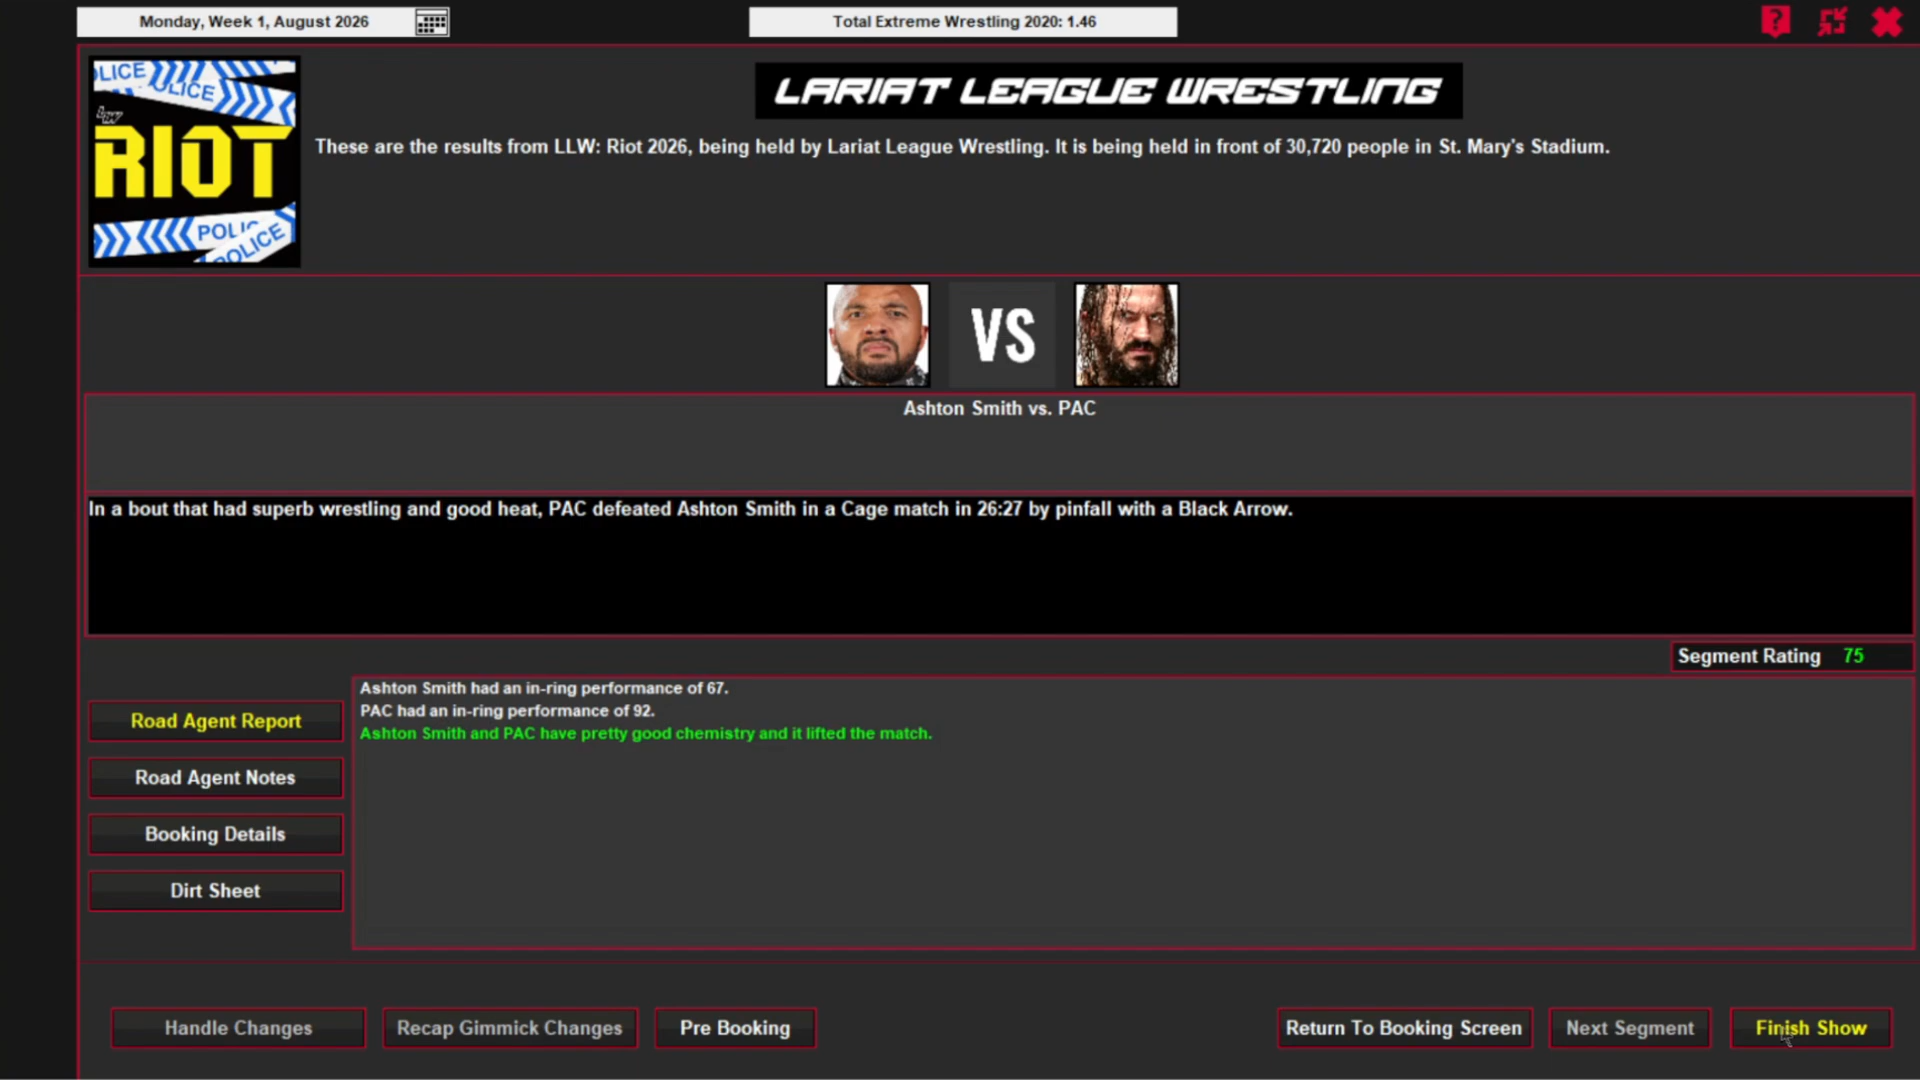 Monday, Week 1, August 2026
Total Extreme Wrestling 2020: 1.46
?
LICE
OLICE
LLW
RIOT
POLIC
POLICE
LARIAT LEAGUE WRESTLING
These are the results from LLW: Riot 2026, being held by Lariat League Wrestling. It is being held in front of 30,720 people in St. Mary's Stadium.
VS
Ashton Smith vs. PAC
In a bout that had superb wrestling and good heat, PAC defeated Ashton Smith in a Cage match in 26:27 by pinfall with a Black Arrow.
Segment Rating 75
Road Agent Report
Road Agent Notes
Booking Details
Dirt Sheet
Ashton Smith had an in-ring performance of 67.
PAC had an in-ring performance of 92.
Ashton Smith and PAC have pretty good chemistry and it lifted the match.
Handle Changes
Recap Gimmick Changes
Pre Booking
Return To Booking Screen
Next Segment
Finish Show